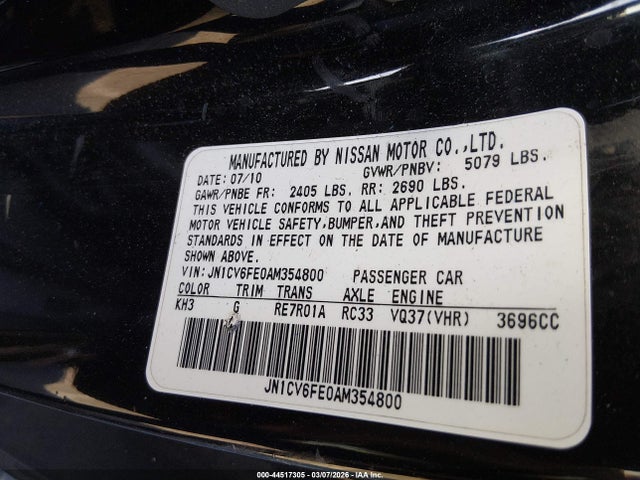 MANUFACTURED BY NISSAN MOTOR CO.,LTD.
DATE: 07/10 GVWR/PNBV: 5079 LBS.
GAWR/PNBE FR: 2405 LBS. RR: 2690 LBS.
THIS VEHICLE CONFORMS TO ALL APPLICABLE FEDERAL
MOTOR VEHICLE SAFETY,BUMPER,AND THEFT PREVENTION
STANDARDS IN EFFECT ON THE DATE OF MANUFACTURE
SHOWN ABOVE.
VIN: JN1CV6FE0AM354800 PASSENGER CAR
COLOR TRIM TRANS AXLE ENGINE
KH3 G RE7R01A RC33 VQ37(VHR) 3696CC
JN1CV6FE0AM354800
000-44517305 - 03/07/2026 - IAA Inc.